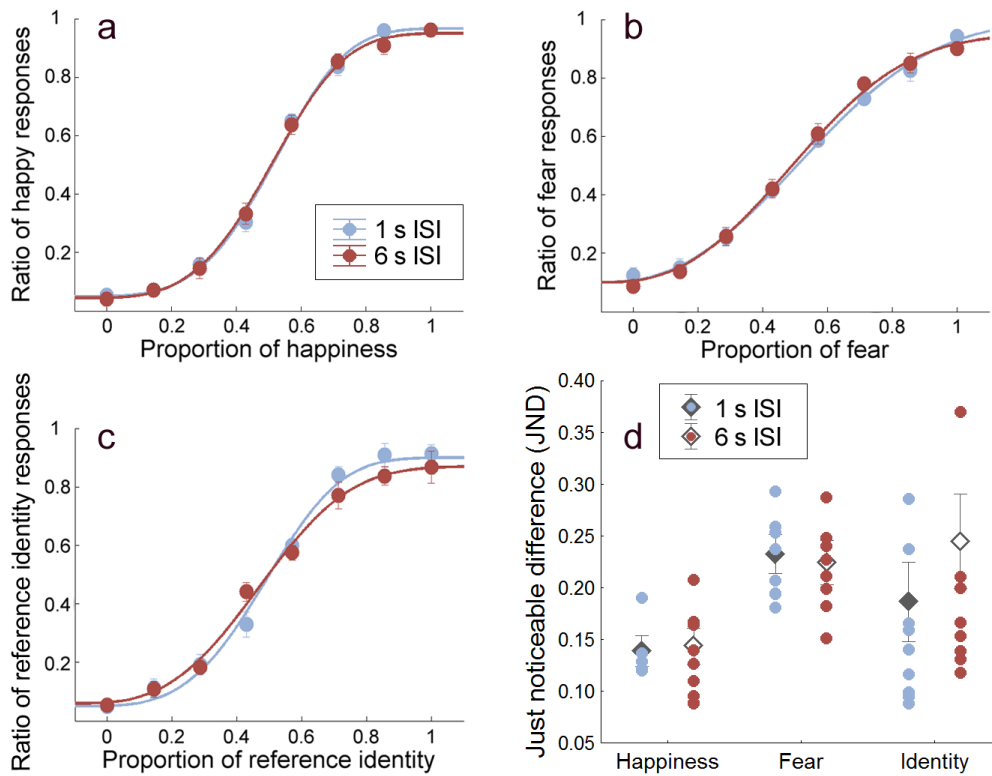 a
Ratio of happy responses
1
0.8
0.6
0.4
0.2
1 s ISI
6 s ISI
0 0.2 0.4 0.6 0.8 1
Proportion of happiness
b
Ratio of fear responses
1
0.8
0.6
0.4
0.2
0 0.2 0.4 0.6 0.8 1
Proportion of fear
c
Ratio of reference identity responses
1
0.8
0.6
0.4
0.2
0 0.2 0.4 0.6 0.8 1
Proportion of reference identity
d
Just noticeable difference (JND)
0.40
0.35
0.30
0.25
0.20
0.15
0.10
0.05
1 s ISI
6 s ISI
Happiness Fear Identity